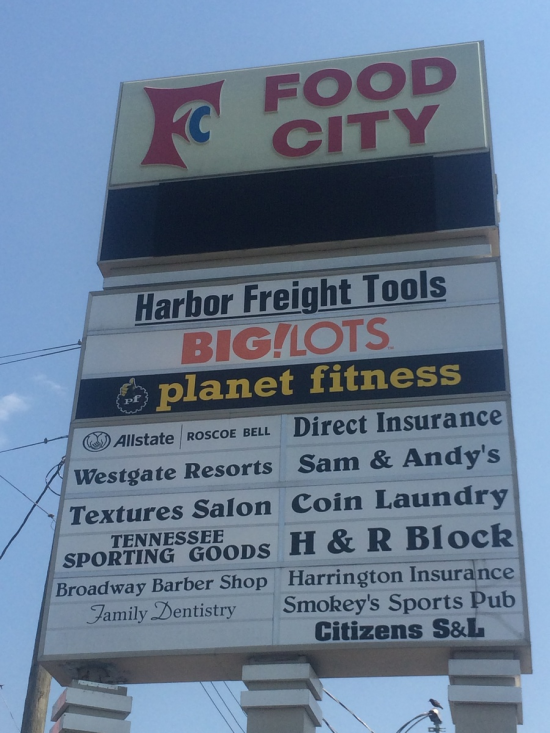 FC FOOD
CITY
Harbor Freight Tools
BIG!LOTS
pf planet fitness
Allstate | ROSCOE BELL
Westgate Resorts
Textures Salon
TENNESSEE
SPORTING GOODS
Broadway Barber Shop
Family Dentistry
Direct Insurance
Sam & Andy's
Coin Laundry
H & R Block
Harrington Insurance
Smokey's Sports Pub
Citizens S&L